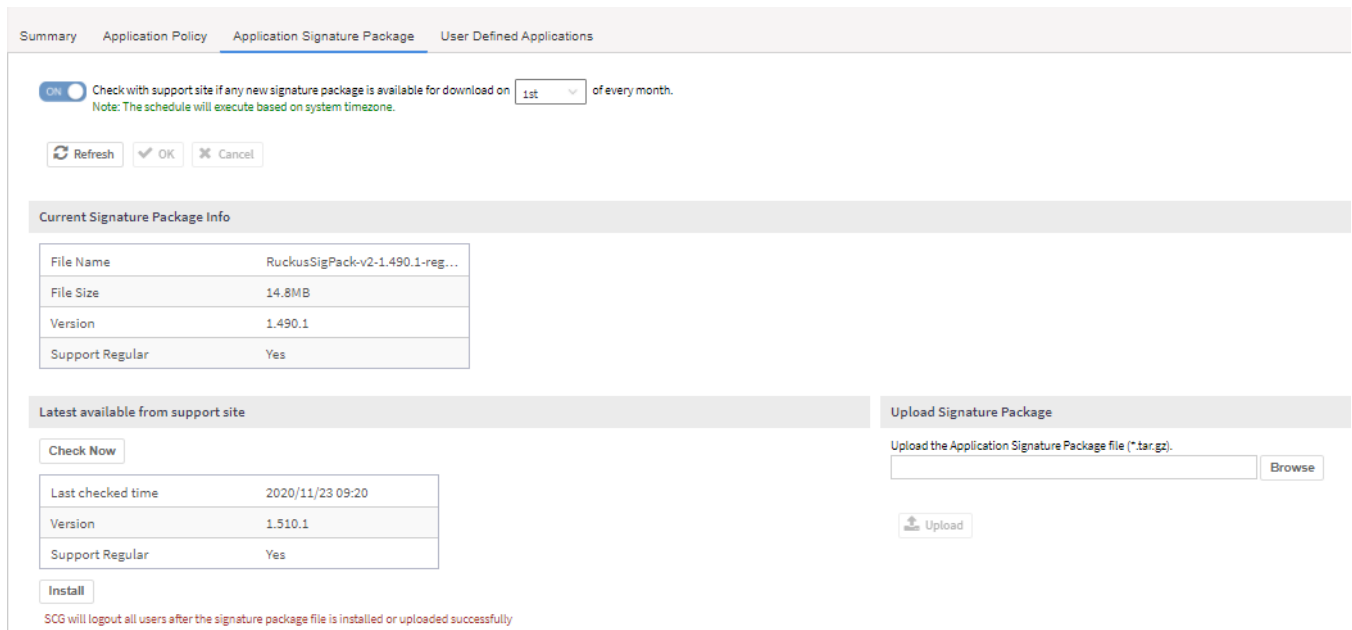 Summary Application Policy Application Signature Package User Defined Applications
ON Check with support site if any new signature package is available for download on 1st of every month.
Note: The schedule will execute based on system timezone.
Refresh OK Cancel
Current Signature Package Info
File Name RuckusSigPack-v2-1.490.1-reg...
File Size 14.8MB
Version 1.490.1
Support Regular Yes
Latest available from support site
Check Now
Last checked time 2020/11/23 09:20
Version 1.510.1
Support Regular Yes
Install
SCG will logout all users after the signature package file is installed or uploaded successfully
Upload Signature Package
Upload the Application Signature Package file (*.tar.gz).
Browse
Upload